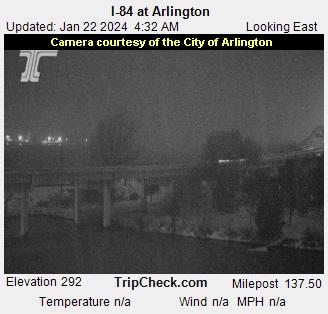 I-84 at Arlington
Updated: Jan 22 2024 4:32 AM Looking East
Camera courtesy of the City of Arlington
Elevation 292 TripCheck.com Milepost 137.50
Temperature n/a Wind n/a MPH n/a